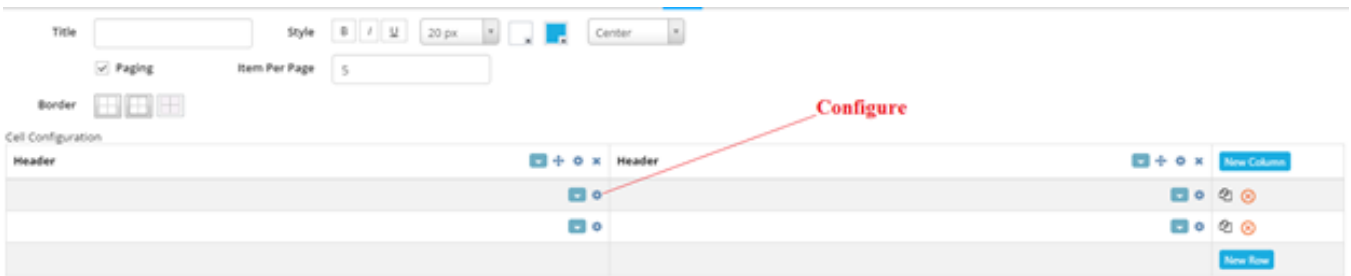 Title Style B I U 20 px Center
Paging Item Per Page 5
Border
Configure
Cell Configuration
Header Header New Column
New Row